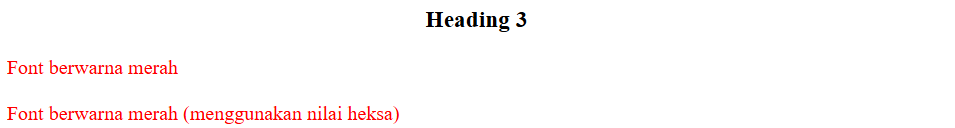 Heading 3
Font berwarna merah
Font berwarna merah (menggunakan nilai heksa)